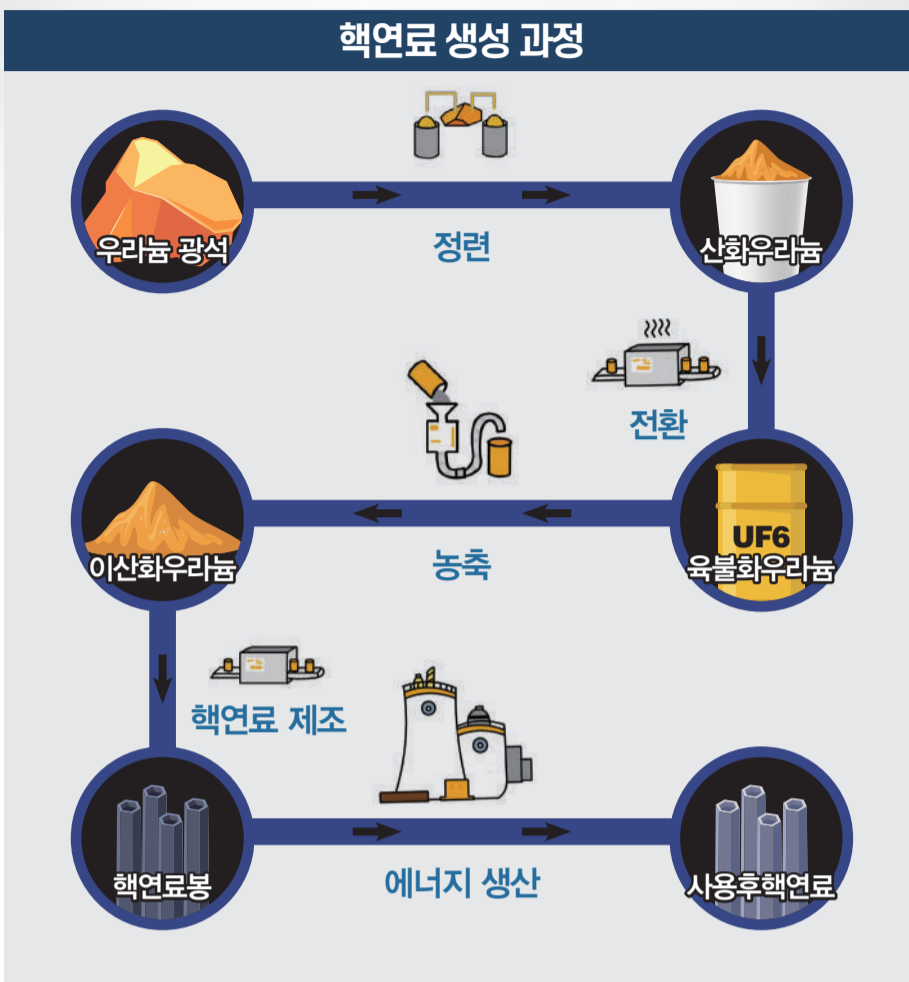 핵연료 생성 과정
우라늄 광석
정련
산화우라늄
전환
UF6
육불화우라늄
농축
이산화우라늄
핵연료 제조
핵연료봉
에너지 생산
사용후핵연료